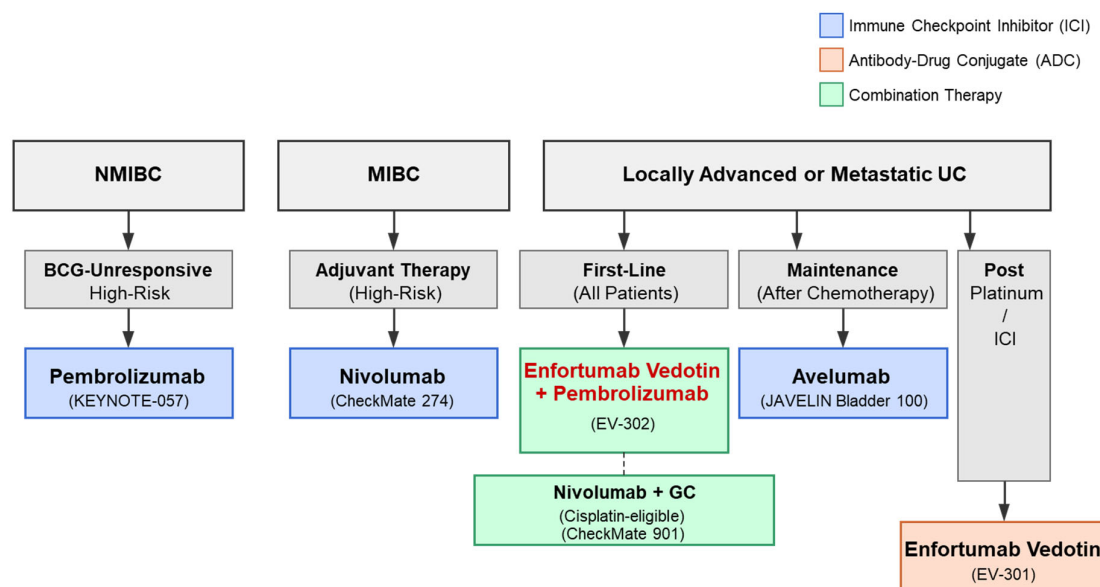 Immune Checkpoint Inhibitor (ICI)
Antibody-Drug Conjugate (ADC)
Combination Therapy
NMIBC
MIBC
Locally Advanced or Metastatic UC
BCG-Unresponsive
High-Risk
Adjuvant Therapy
(High-Risk)
First-Line
(All Patients)
Maintenance
(After Chemotherapy)
Post
Platinum
/
ICI
Pembrolizumab
(KEYNOTE-057)
Nivolumab
(CheckMate 274)
Enfortumab Vedotin
+ Pembrolizumab
(EV-302)
Avelumab
(JAVELIN Bladder 100)
Nivolumab + GC
(Cisplatin-eligible)
(CheckMate 901)
Enfortumab Vedotin
(EV-301)